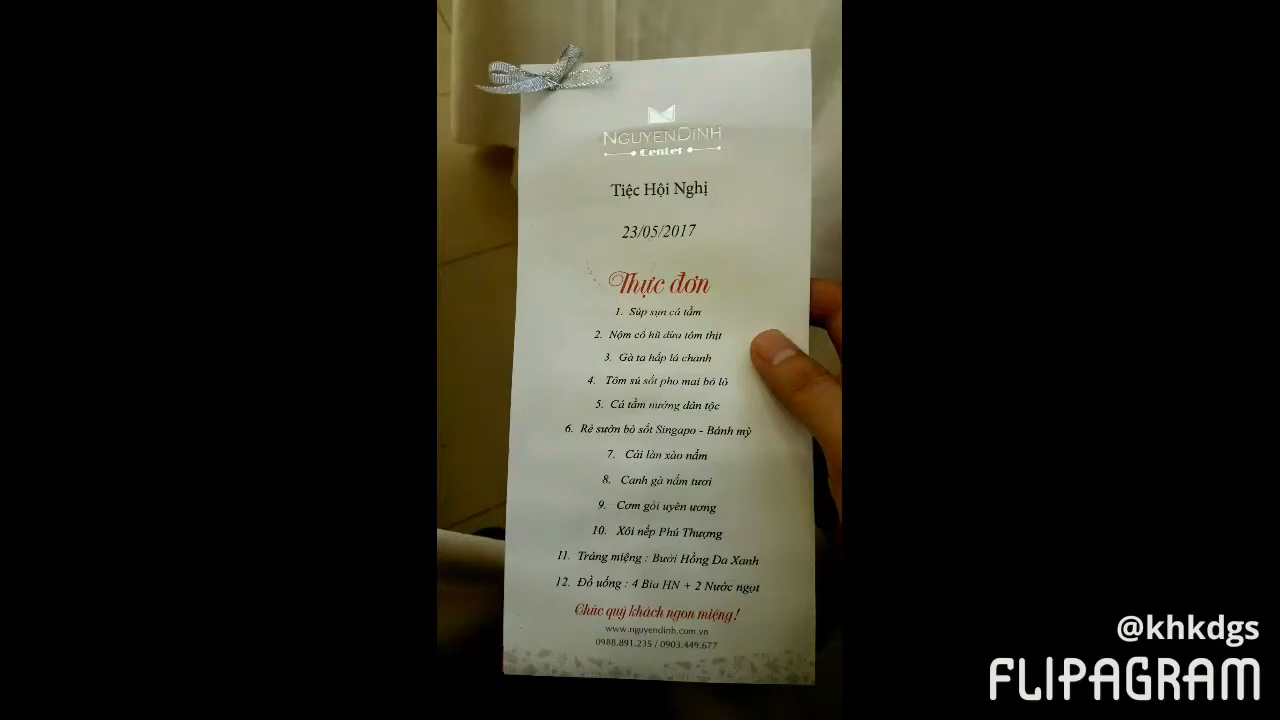 NGUYENDINH
Center
Tiệc Hội Nghị
23/05/2017
Thực đơn
1. Súp sụn cá tầm
2. Nộm cổ hũ dừa tôm thịt
3. Gà ta hấp lá chanh
4. Tôm sú sốt pho mai bỏ lò
5. Cá tầm nướng dân tộc
6. Rẻ sườn bò sốt Singapo - Bánh mỳ
7. Cải làn xào nấm
8. Canh gà nấm tươi
9. Cơm gói uyên ương
10. Xôi nếp Phú Thượng
11. Tráng miệng : Bưởi Hồng Da Xanh
12. Đồ uống : 4 Bia HN + 2 Nước ngọt
Chúc quý khách ngon miệng!
www.nguyendinh.com.vn
0988.891.235 / 0903.449.677
@khkdgs
FLIPAGRAM